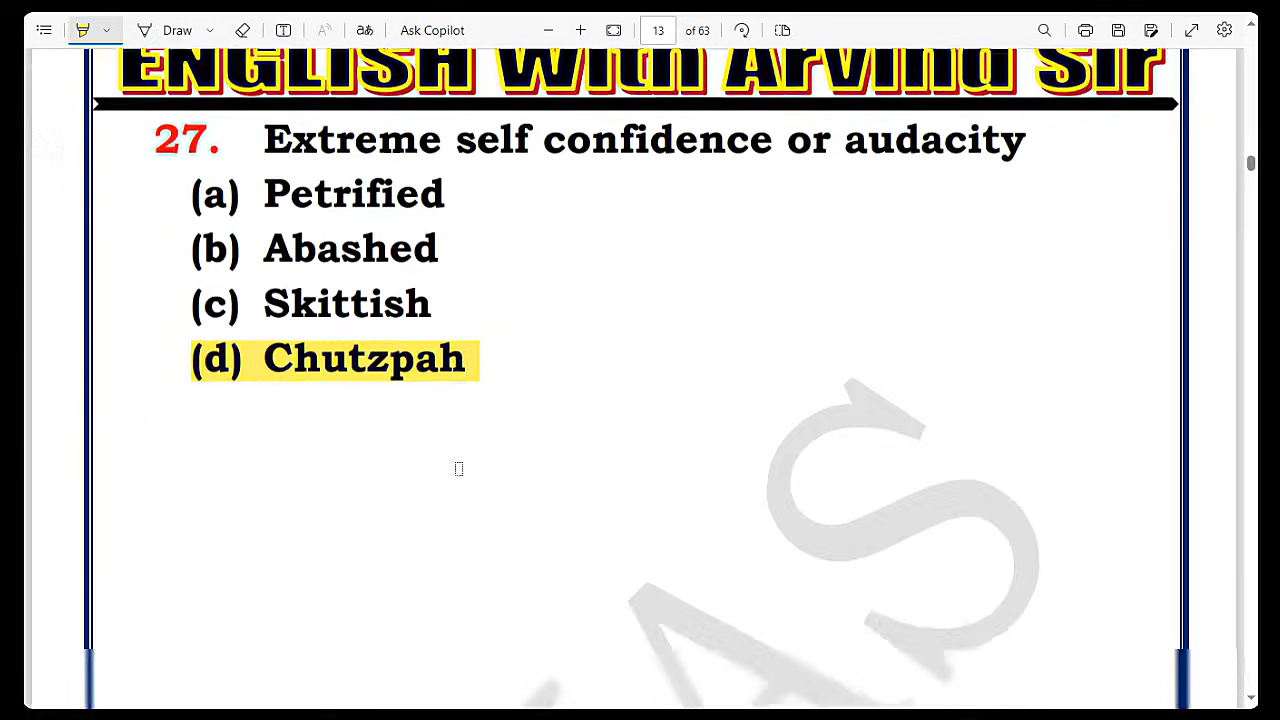 Draw
Ask Copilot
13 of 63
ENGLISH With Arvind Sir
27. Extreme self confidence or audacity
(a) Petrified
(b) Abashed
(c) Skittish
(d) Chutzpah
AS